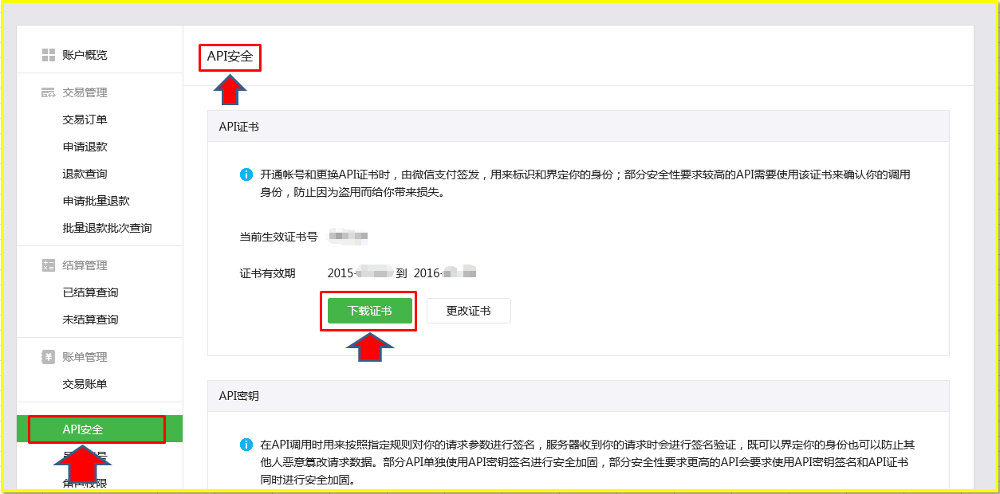 账户概览
交易管理
交易订单
申请退款
退款查询
申请批量退款
批量退款批次查询
结算管理
已结算查询
未结算查询
账单管理
交易账单
API安全
API安全
API证书
开通帐号和更换API证书时，由微信支付签发，用来标识和界定你的身份；部分安全性要求较高的API需要使用该证书来确认你的调用
身份，防止因为盗用而给你带来损失。
当前生效证书号
证书有效期 2015- 到 2016-
下载证书 更改证书
API密钥
在API调用时用来按照指定规则对你的请求参数进行签名，服务器收到你的请求时会进行签名验证，既可以界定你的身份也可以防止其
他人恶意篡改请求数据。部分API单独使用API密钥签名进行安全加固，部分安全性要求更高的API会要求使用API密钥签名和API证书
同时进行安全加固。